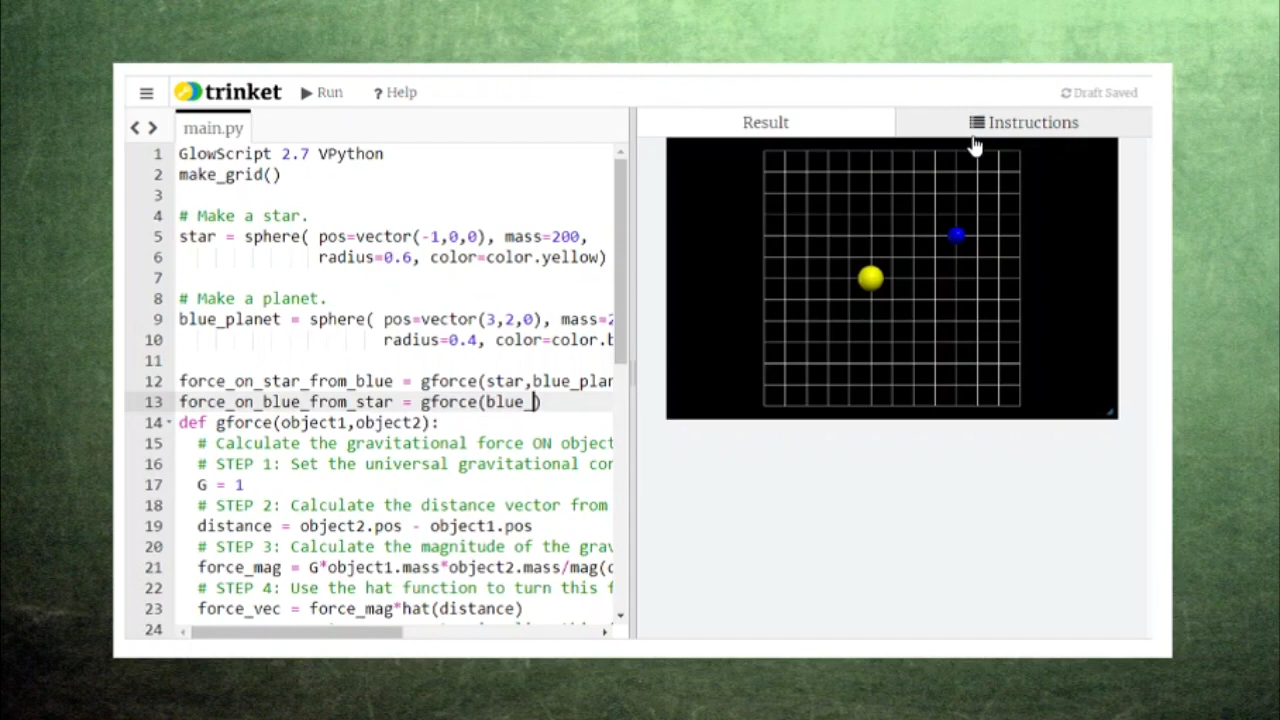 trinket
Run
? Help
Draft Saved
main.py
Result
Instructions
1 GlowScript 2.7 VPython
2 make_grid()
3
4 # Make a star.
5 star = sphere( pos=vector(-1,0,0), mass=200,
6 radius=0.6, color=color.yellow)
7
8 # Make a planet.
9 blue_planet = sphere( pos=vector(3,2,0), mass=2
10 radius=0.4, color=color.b
11
12 force_on_star_from_blue = gforce(star,blue_plan
13 force_on_blue_from_star = gforce(blue_)
14 def gforce(object1,object2):
15 # Calculate the gravitational force ON object
16 # STEP 1: Set the universal gravitational con
17 G = 1
18 # STEP 2: Calculate the distance vector from
19 distance = object2.pos - object1.pos
20 # STEP 3: Calculate the magnitude of the grav
21 force_mag = G*object1.mass*object2.mass/mag(d
22 # STEP 4: Use the hat function to turn this f
23 force_vec = force_mag*hat(distance)
24